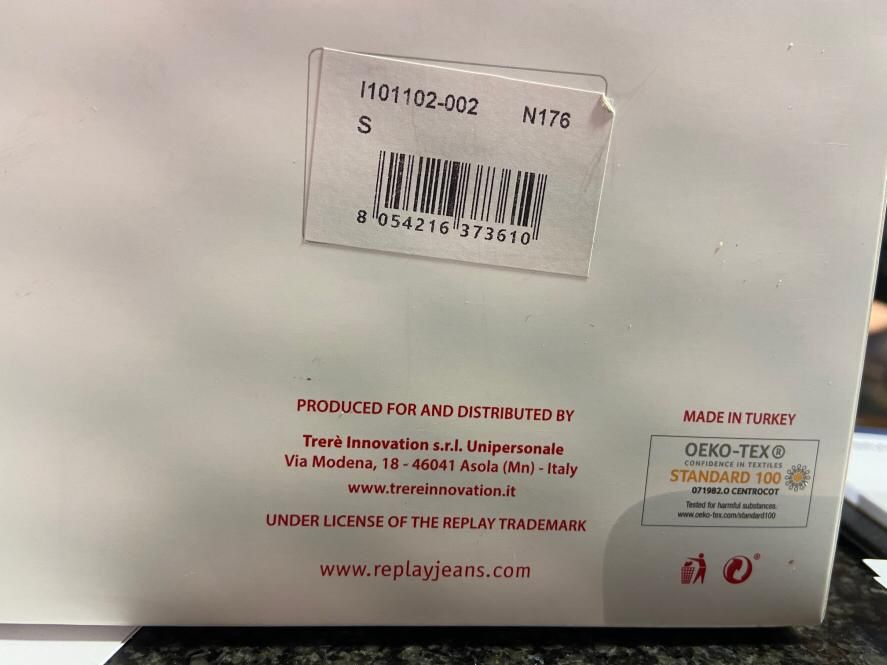 I101102-002 N176
S
8 054216 373610
PRODUCED FOR AND DISTRIBUTED BY
Trerè Innovation s.r.l. Unipersonale
Via Modena, 18 - 46041 Asola (Mn) - Italy
www.trereinnovation.it
UNDER LICENSE OF THE REPLAY TRADEMARK
www.replayjeans.com
MADE IN TURKEY
OEKO-TEX®
CONFIDENCE IN TEXTILES
STANDARD 100
071982.O CENTROCOT
Tested for harmful substances.
www.oeko-tex.com/standard100
®